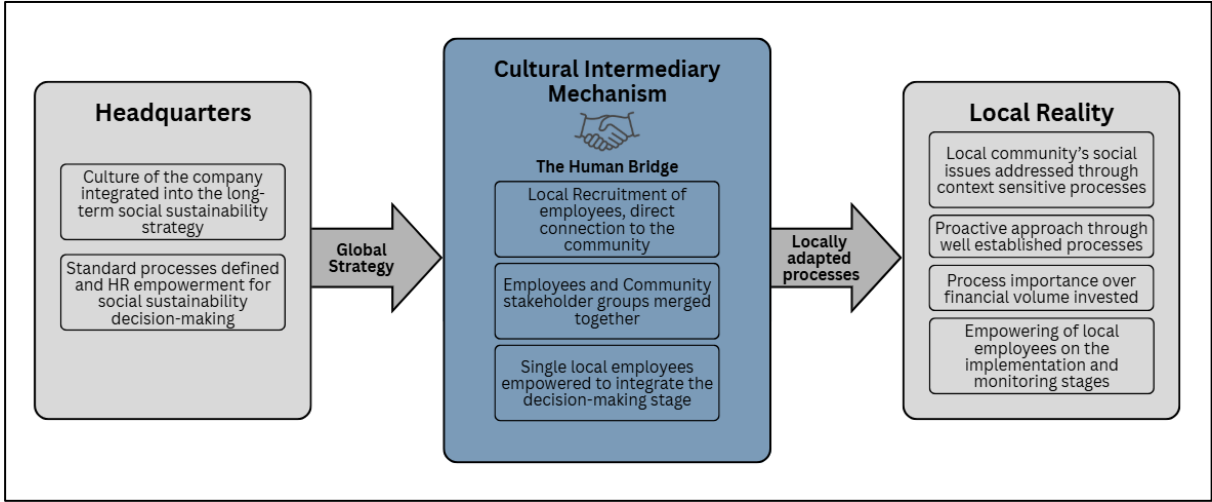 Headquarters
Culture of the company
integrated into the long-
term social sustainability
strategy
Standard processes defined
and HR empowerment for
social sustainability
decision-making
Global
Strategy
Cultural Intermediary
Mechanism
The Human Bridge
Local Recruitment of
employees, direct
connection to the
community
Employees and Community
stakeholder groups merged
together
Single local employees
empowered to integrate the
decision-making stage
Locally
adapted
processes
Local Reality
Local community's social
issues addressed through
context sensitive processes
Proactive approach through
well established processes
Process importance over
financial volume invested
Empowering of local
employees on the
implementation and
monitoring stages